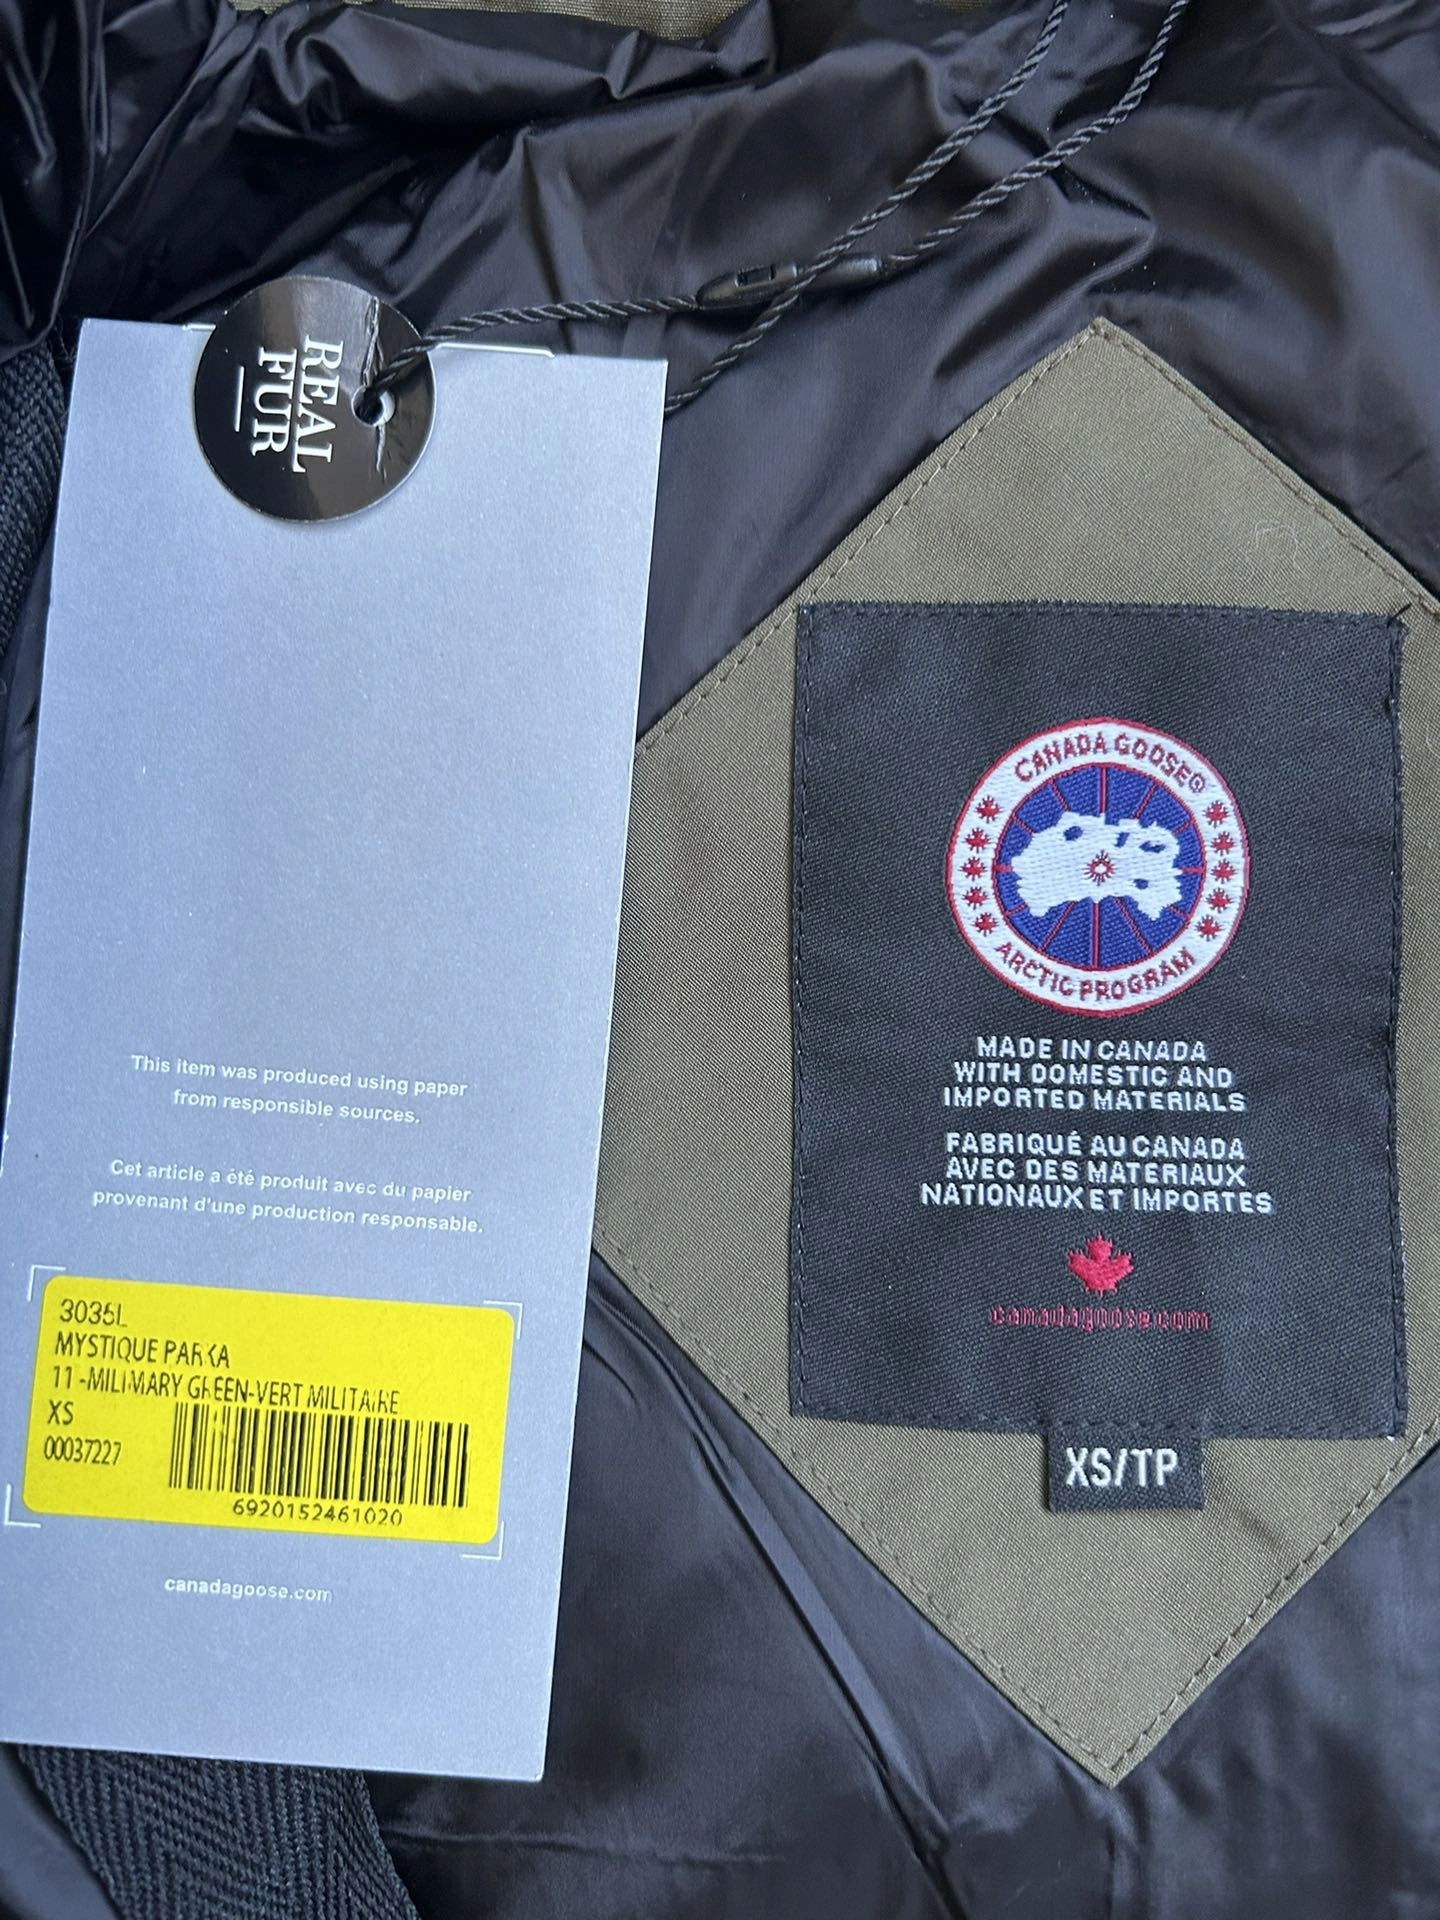 REAL
FUR
This item was produced using paper
from responsible sources.
Cet article a été produit avec du papier
provenant d'une production responsable.
3035L
MYSTIQUE PARKA
11 -MILIMARY GREEN-VERT MILITAIRE
XS
00037227
6920152461020
canadagoose.com
CANADA GOOSE®
ARCTIC PROGRAM
MADE IN CANADA
WITH DOMESTIC AND
IMPORTED MATERIALS
FABRIQUÉ AU CANADA
AVEC DES MATERIAUX
NATIONAUX ET IMPORTES
canadagoose.com
XS/TP